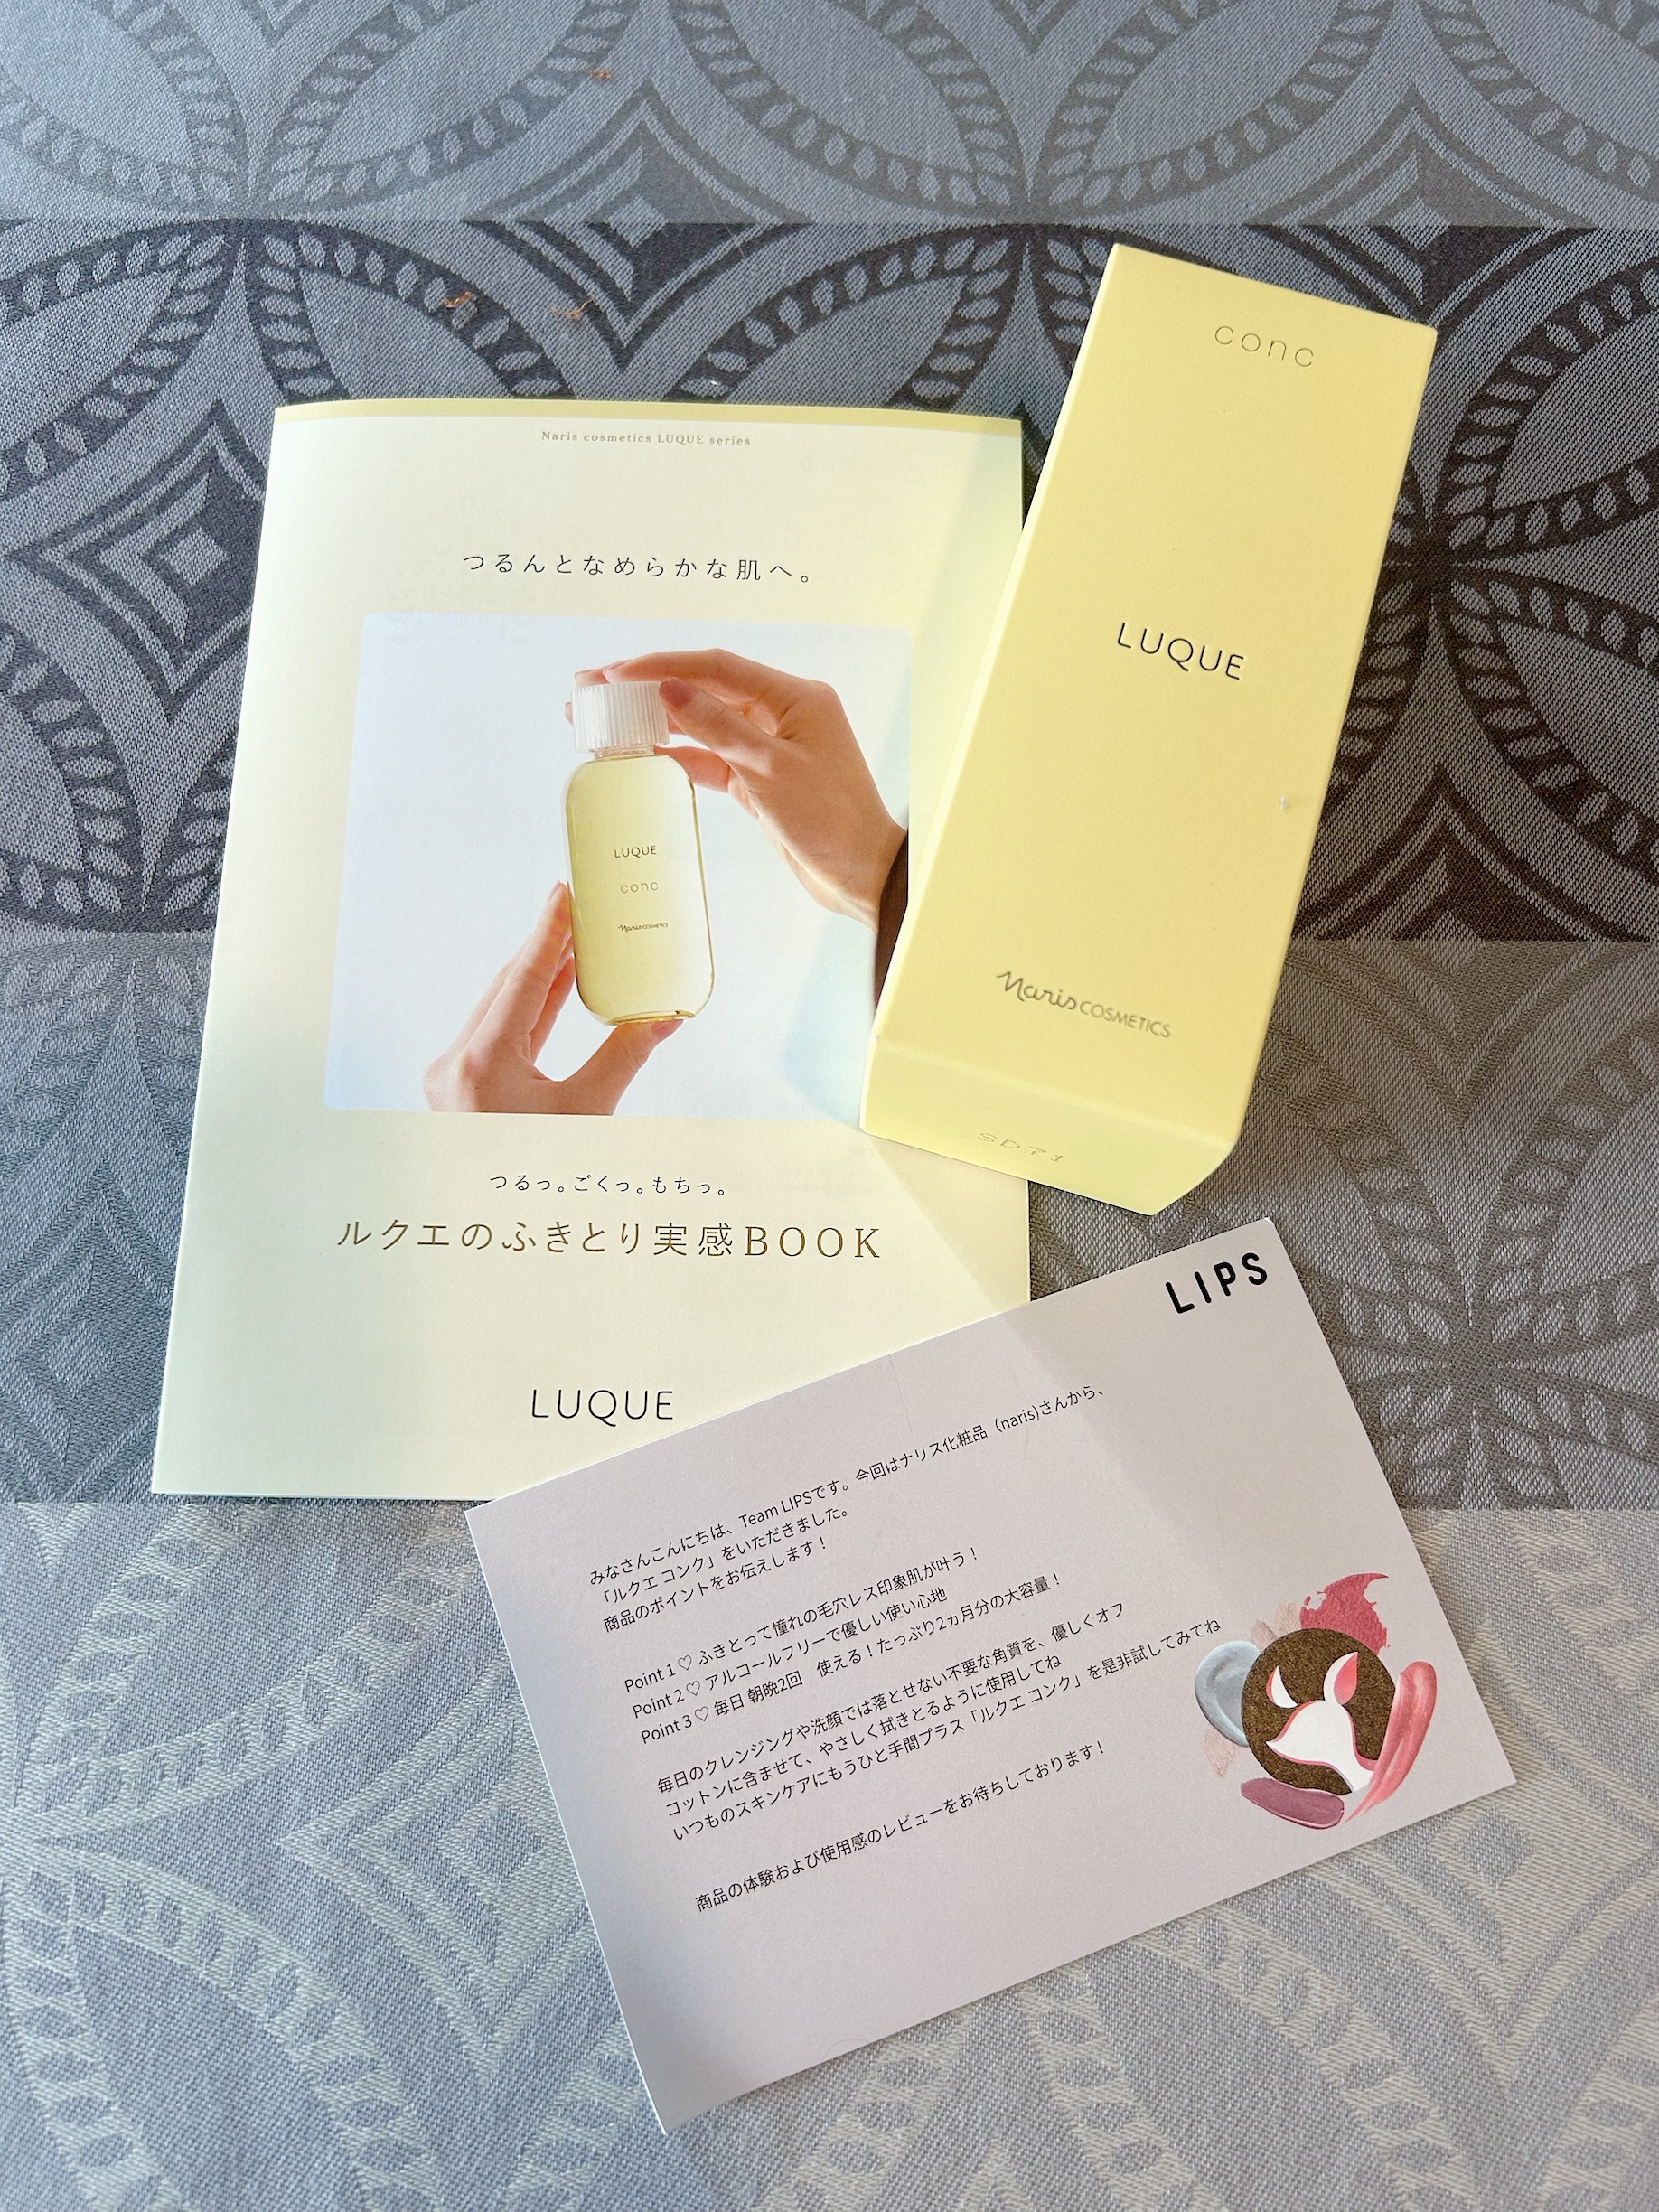 Naris cosmetics LUQUE series
つるんとなめらかな肌へ。
LUQUE
conc
Naris COSMETICS
つるっ。ごくっ。もちっ。
ルクエのふきとり実感BOOK
LUQUE
conc
LUQUE
Naris COSMETICS
SD71
LIPS
みなさんこんにちは、Team LIPSです。今回はナリス化粧品（naris)さんから、
「ルクエ コンク」をいただきました。
商品のポイントをお伝えします！
Point 1♡ ふきとって憧れの毛穴レス印象肌が叶う！
Point 2♡ アルコールフリーで優しい使い心地
Point 3♡ 毎日 朝晩2回　使える！たっぷり2ヵ月分の大容量！
毎日のクレンジングや洗顔では落とせない不要な角質を、優しくオフ
コットンに含ませて、やさしく拭きとるように使用してね
いつものスキンケアにもうひと手間プラス「ルクエ コンク」を是非試してみてね
商品の体験および使用感のレビューをお待ちしております！